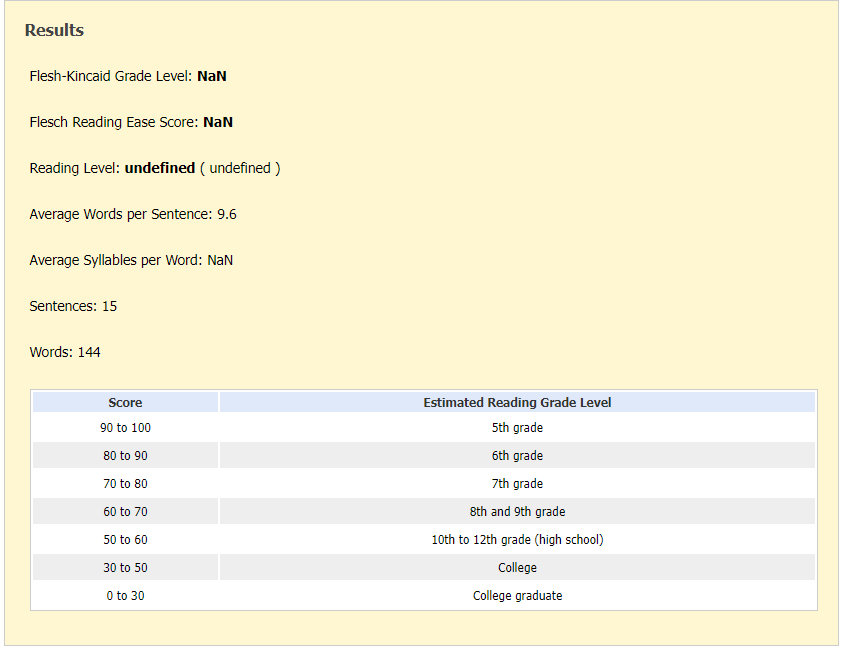 Results
Flesh-Kincaid Grade Level: NaN
Flesch Reading Ease Score: NaN
Reading Level: undefined ( undefined )
Average Words per Sentence: 9.6
Average Syllables per Word: NaN
Sentences: 15
Words: 144
Score Estimated Reading Grade Level
90 to 100 5th grade
80 to 90 6th grade
70 to 80 7th grade
60 to 70 8th and 9th grade
50 to 60 10th to 12th grade (high school)
30 to 50 College
0 to 30 College graduate